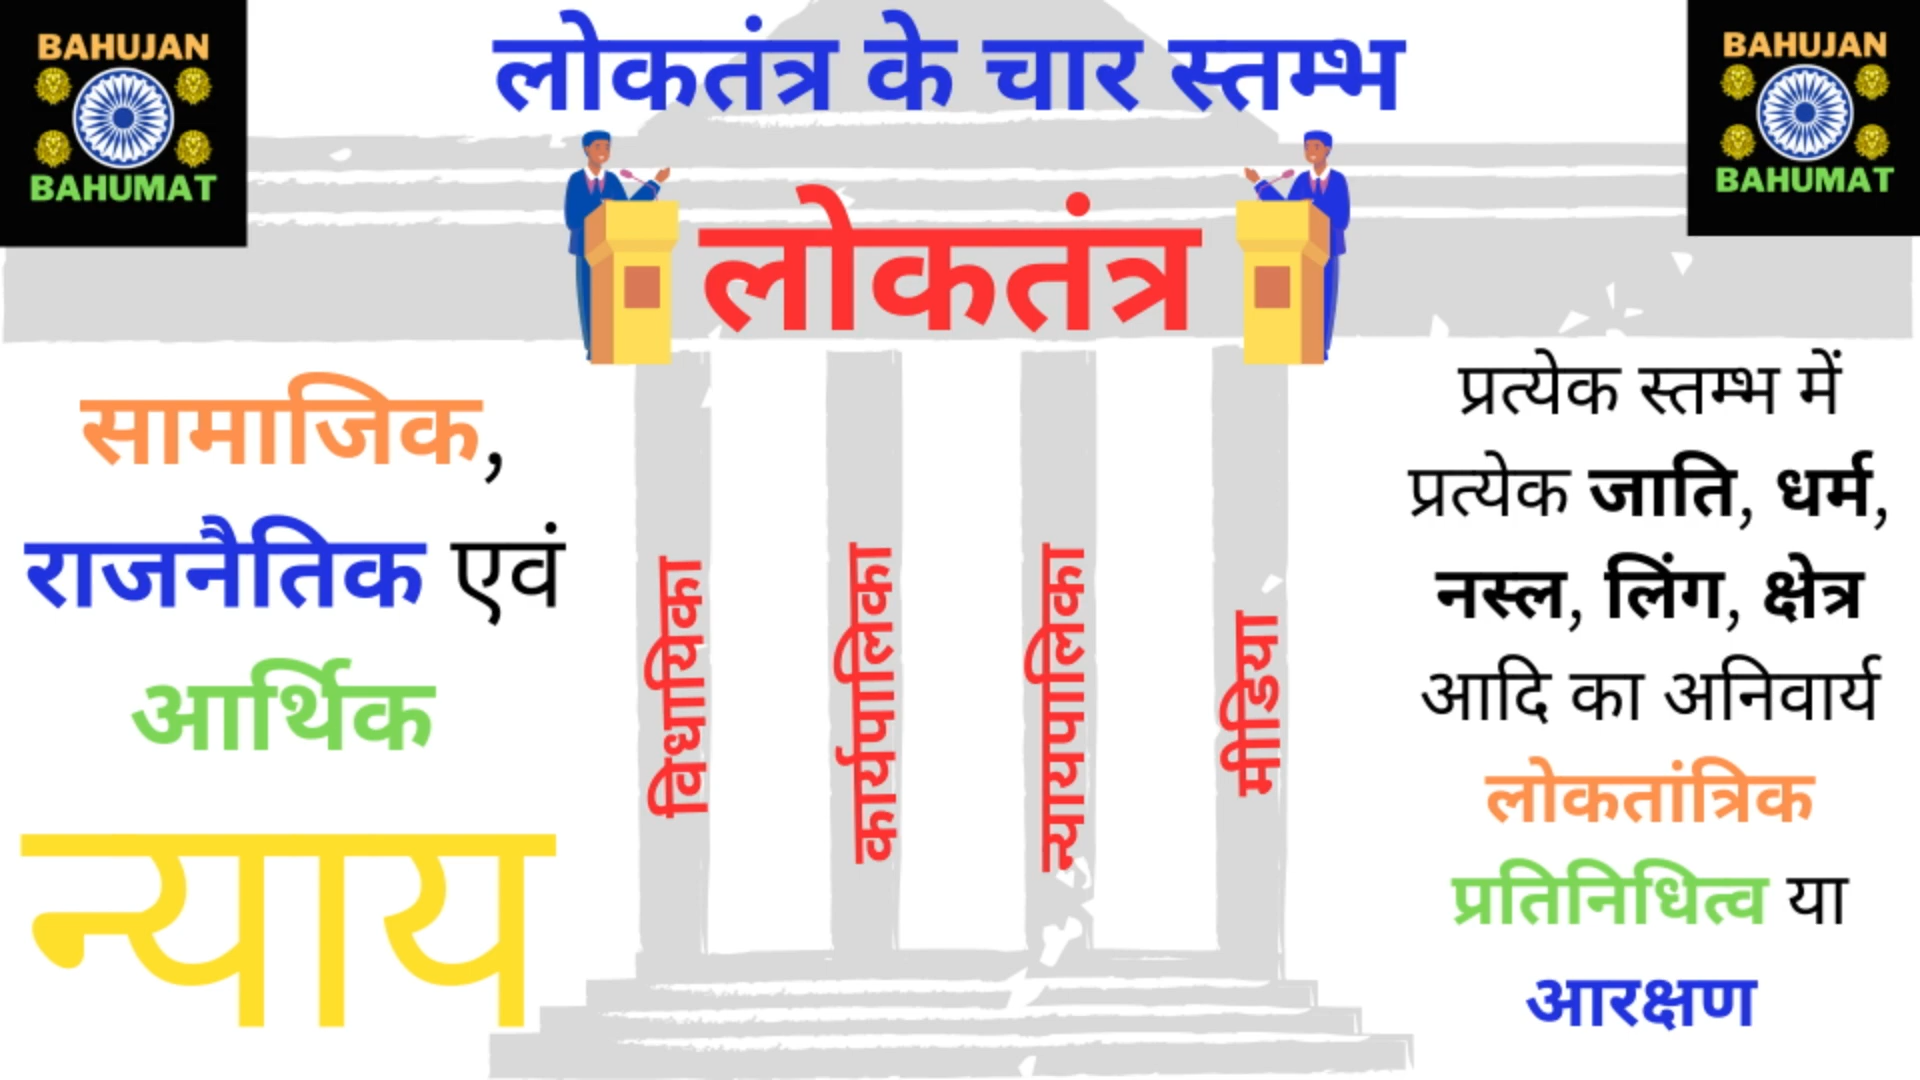 BAHUJAN
BAHUMAT
लोकतंत्र के चार स्तम्भ
BAHUJAN
BAHUMAT
लोकतंत्र
सामाजिक,
राजनैतिक एवं
आर्थिक
न्याय
विधायिका
कार्यपालिका
न्यायपालिका
मीडिया
प्रत्येक स्तम्भ में
प्रत्येक जाति, धर्म,
नस्ल, लिंग, क्षेत्र
आदि का अनिवार्य
लोकतांत्रिक
प्रतिनिधित्व या
आरक्षण